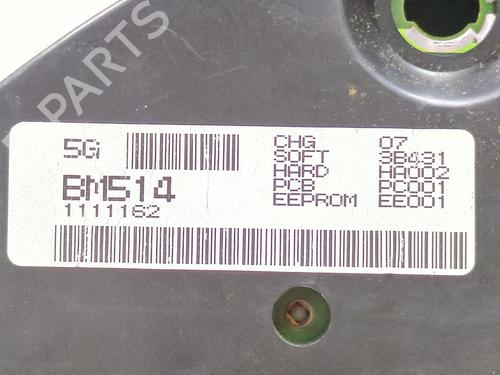 PARTS
5G
BM514
1111162
CHG 07
SOFT 3B431
HARD HA002
PCB PC001
EEPROM EE001